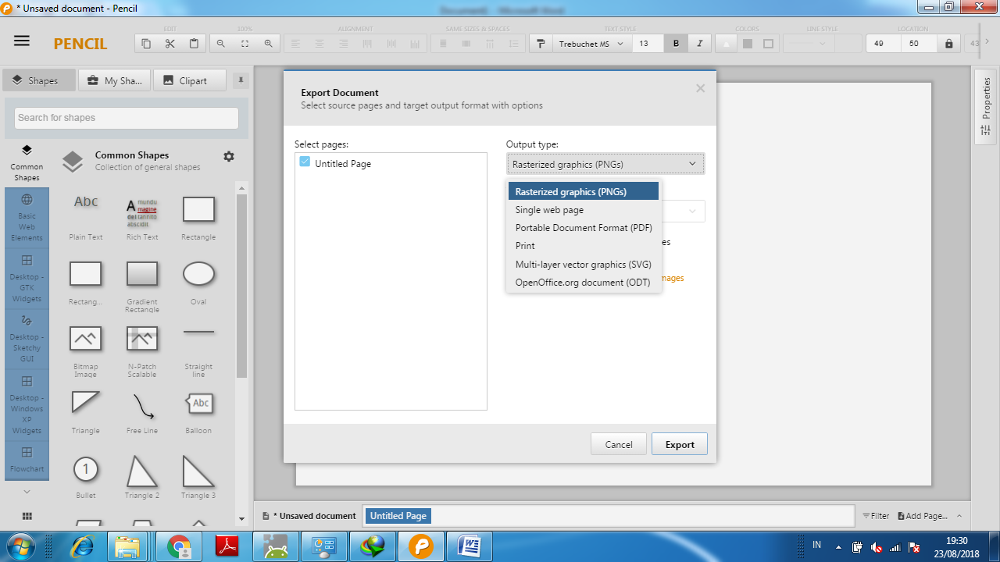 * Unsaved document - Pencil
Document1 - Microsoft Word
PENCIL
EDIT
100%
ALIGNMENT
SAME SIZES & SPACES
TEXT STYLE
COLORS
LINE STYLE
LOCATION
Trebuchet MS
13
B
I
49
50
43
Shapes
My Sha...
Clipart
Search for shapes
Common Shapes
Collection of general shapes
Common
Shapes
Basic
Web
Elements
Desktop -
GTK
Widgets
Desktop -
Sketchy
GUI
Desktop -
Windows
XP
Widgets
Flowchart
Abc
A mundu
imagine
del tannito
abscidit
Plain Text
Rich Text
Rectangle
Rectang...
Gradient
Rectangle
Oval
Bitmap
Image
N-Patch
Scalable
Straight
line
Abc
Triangle
Free Line
Balloon
1
Bullet
Triangle 2
Triangle 3
Export Document
Select source pages and target output format with options
Select pages:
Untitled Page
Output type:
Rasterized graphics (PNGs)
Rasterized graphics (PNGs)
Single web page
Portable Document Format (PDF)
Print
Multi-layer vector graphics (SVG)
OpenOffice.org document (ODT)
Cancel
Export
Properties
* Unsaved document
Untitled Page
Filter
Add Page...
IN
19:30
23/08/2018